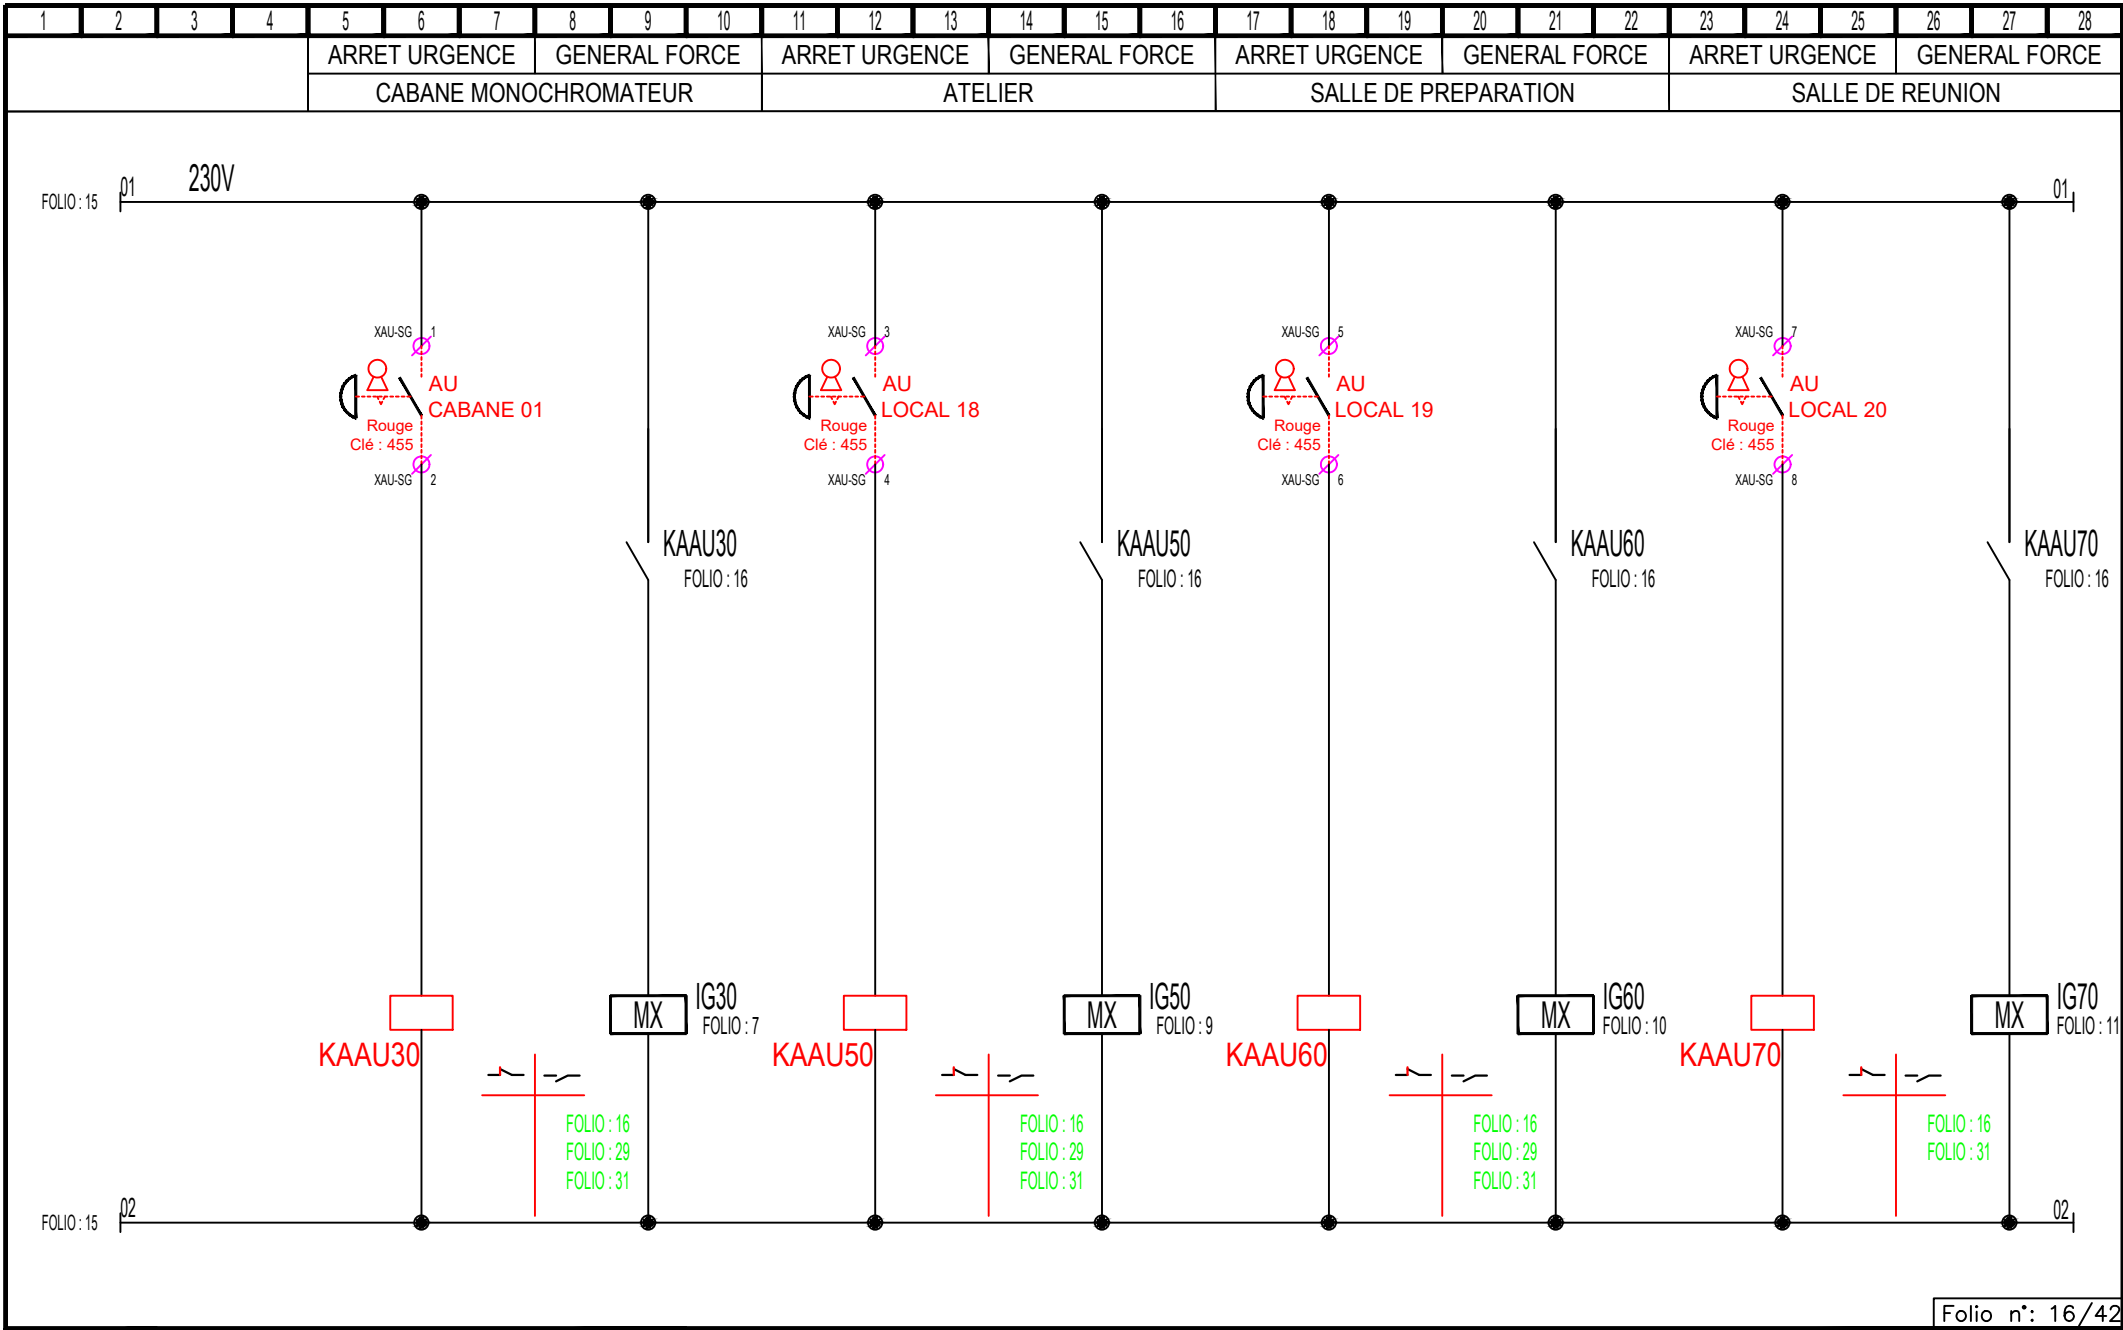 1 2 3 4 5 6 7 8 9 10 11 12 13 14 15 16 17 18 19 20 21 22 23 24 25 26 27 28
ARRET URGENCE GENERAL FORCE ARRET URGENCE GENERAL FORCE ARRET URGENCE GENERAL FORCE ARRET URGENCE GENERAL FORCE
CABANE MONOCHROMATEUR ATELIER SALLE DE PREPARATION SALLE DE REUNION
230V
FOLIO : 15 01 01
XAU-SG 1 XAU-SG 3 XAU-SG 5 XAU-SG 7
AU AU AU AU
CABANE 01 LOCAL 18 LOCAL 19 LOCAL 20
Rouge Rouge Rouge Rouge
Clé : 455 Clé : 455 Clé : 455 Clé : 455
XAU-SG 2 XAU-SG 4 XAU-SG 6 XAU-SG 8
KAAU30 KAAU50 KAAU60 KAAU70
FOLIO : 16 FOLIO : 16 FOLIO : 16 FOLIO : 16
MX IG30 MX IG50 MX IG60 MX IG70
FOLIO : 7 FOLIO : 9 FOLIO : 10 FOLIO : 11
KAAU30 KAAU50 KAAU60 KAAU70
FOLIO : 16 FOLIO : 16 FOLIO : 16 FOLIO : 16
FOLIO : 29 FOLIO : 29 FOLIO : 29 FOLIO : 31
FOLIO : 31 FOLIO : 31 FOLIO : 31
FOLIO : 15 02 02
Folio n°: 16/42